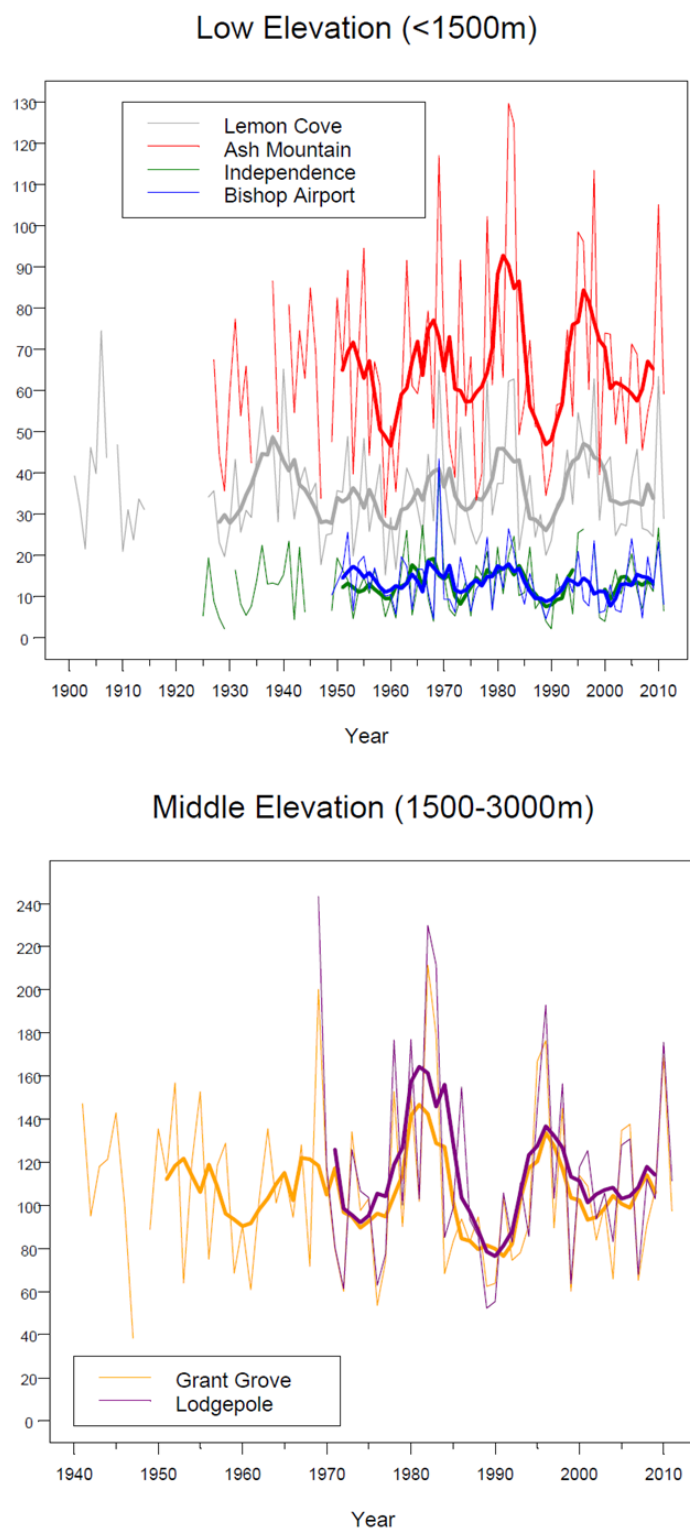 Low Elevation (<1500m)
130
120
110
100
90
80
70
60
50
40
30
20
10
0
Lemon Cove
Ash Mountain
Independence
Bishop Airport
1900 1910 1920 1930 1940 1950 1960 1970 1980 1990 2000 2010
Year
Middle Elevation (1500-3000m)
240
220
200
180
160
140
120
100
80
60
40
20
0
Grant Grove
Lodgepole
1940 1950 1960 1970 1980 1990 2000 2010
Year